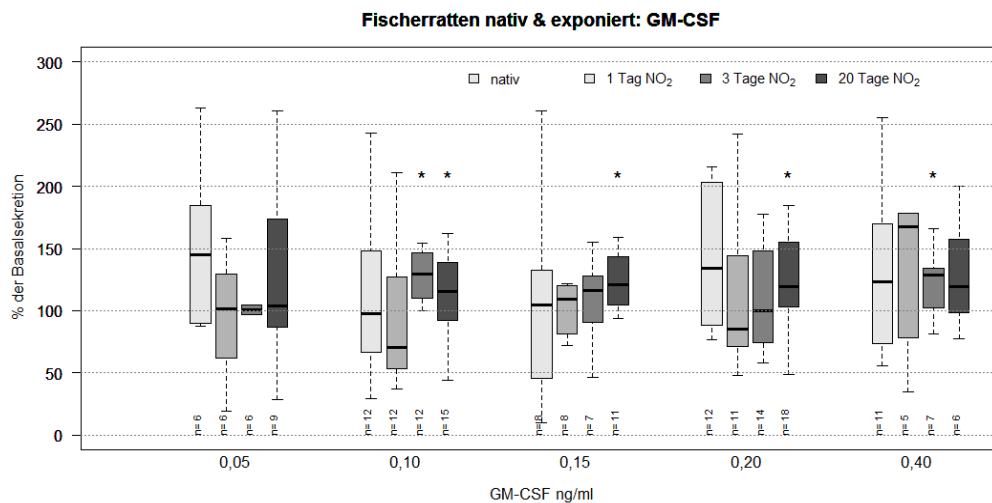 Fischerratten nativ & exponiert: GM-CSF
nativ 1 Tag NO₂ 3 Tage NO₂ 20 Tage NO₂
300
250
200
150
100
50
0
% der Basalsekretion
* * * * *
n= 6 n= 6 n= 6 n= 9 n= 12 n= 12 n= 12 n= 15 n= 8 n= 8 n= 7 n= 11 n= 12 n= 11 n= 14 n= 18 n= 11 n= 5 n= 7 n= 6
0,05 0,10 0,15 0,20 0,40
GM-CSF ng/ml